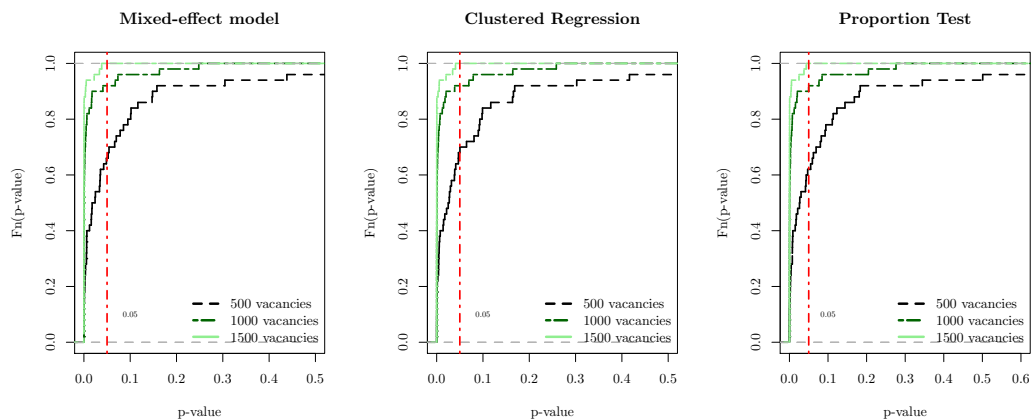 Mixed-effect model
Fn(p-value)
1.0
0.8
0.6
0.4
0.2
0.0
0.05
500 vacancies
1000 vacancies
1500 vacancies
0.0 0.1 0.2 0.3 0.4 0.5
p-value
Clustered Regression
Fn(p-value)
1.0
0.8
0.6
0.4
0.2
0.0
0.05
500 vacancies
1000 vacancies
1500 vacancies
0.0 0.1 0.2 0.3 0.4 0.5
p-value
Proportion Test
Fn(p-value)
1.0
0.8
0.6
0.4
0.2
0.0
0.05
500 vacancies
1000 vacancies
1500 vacancies
0.0 0.1 0.2 0.3 0.4 0.5 0.6
p-value